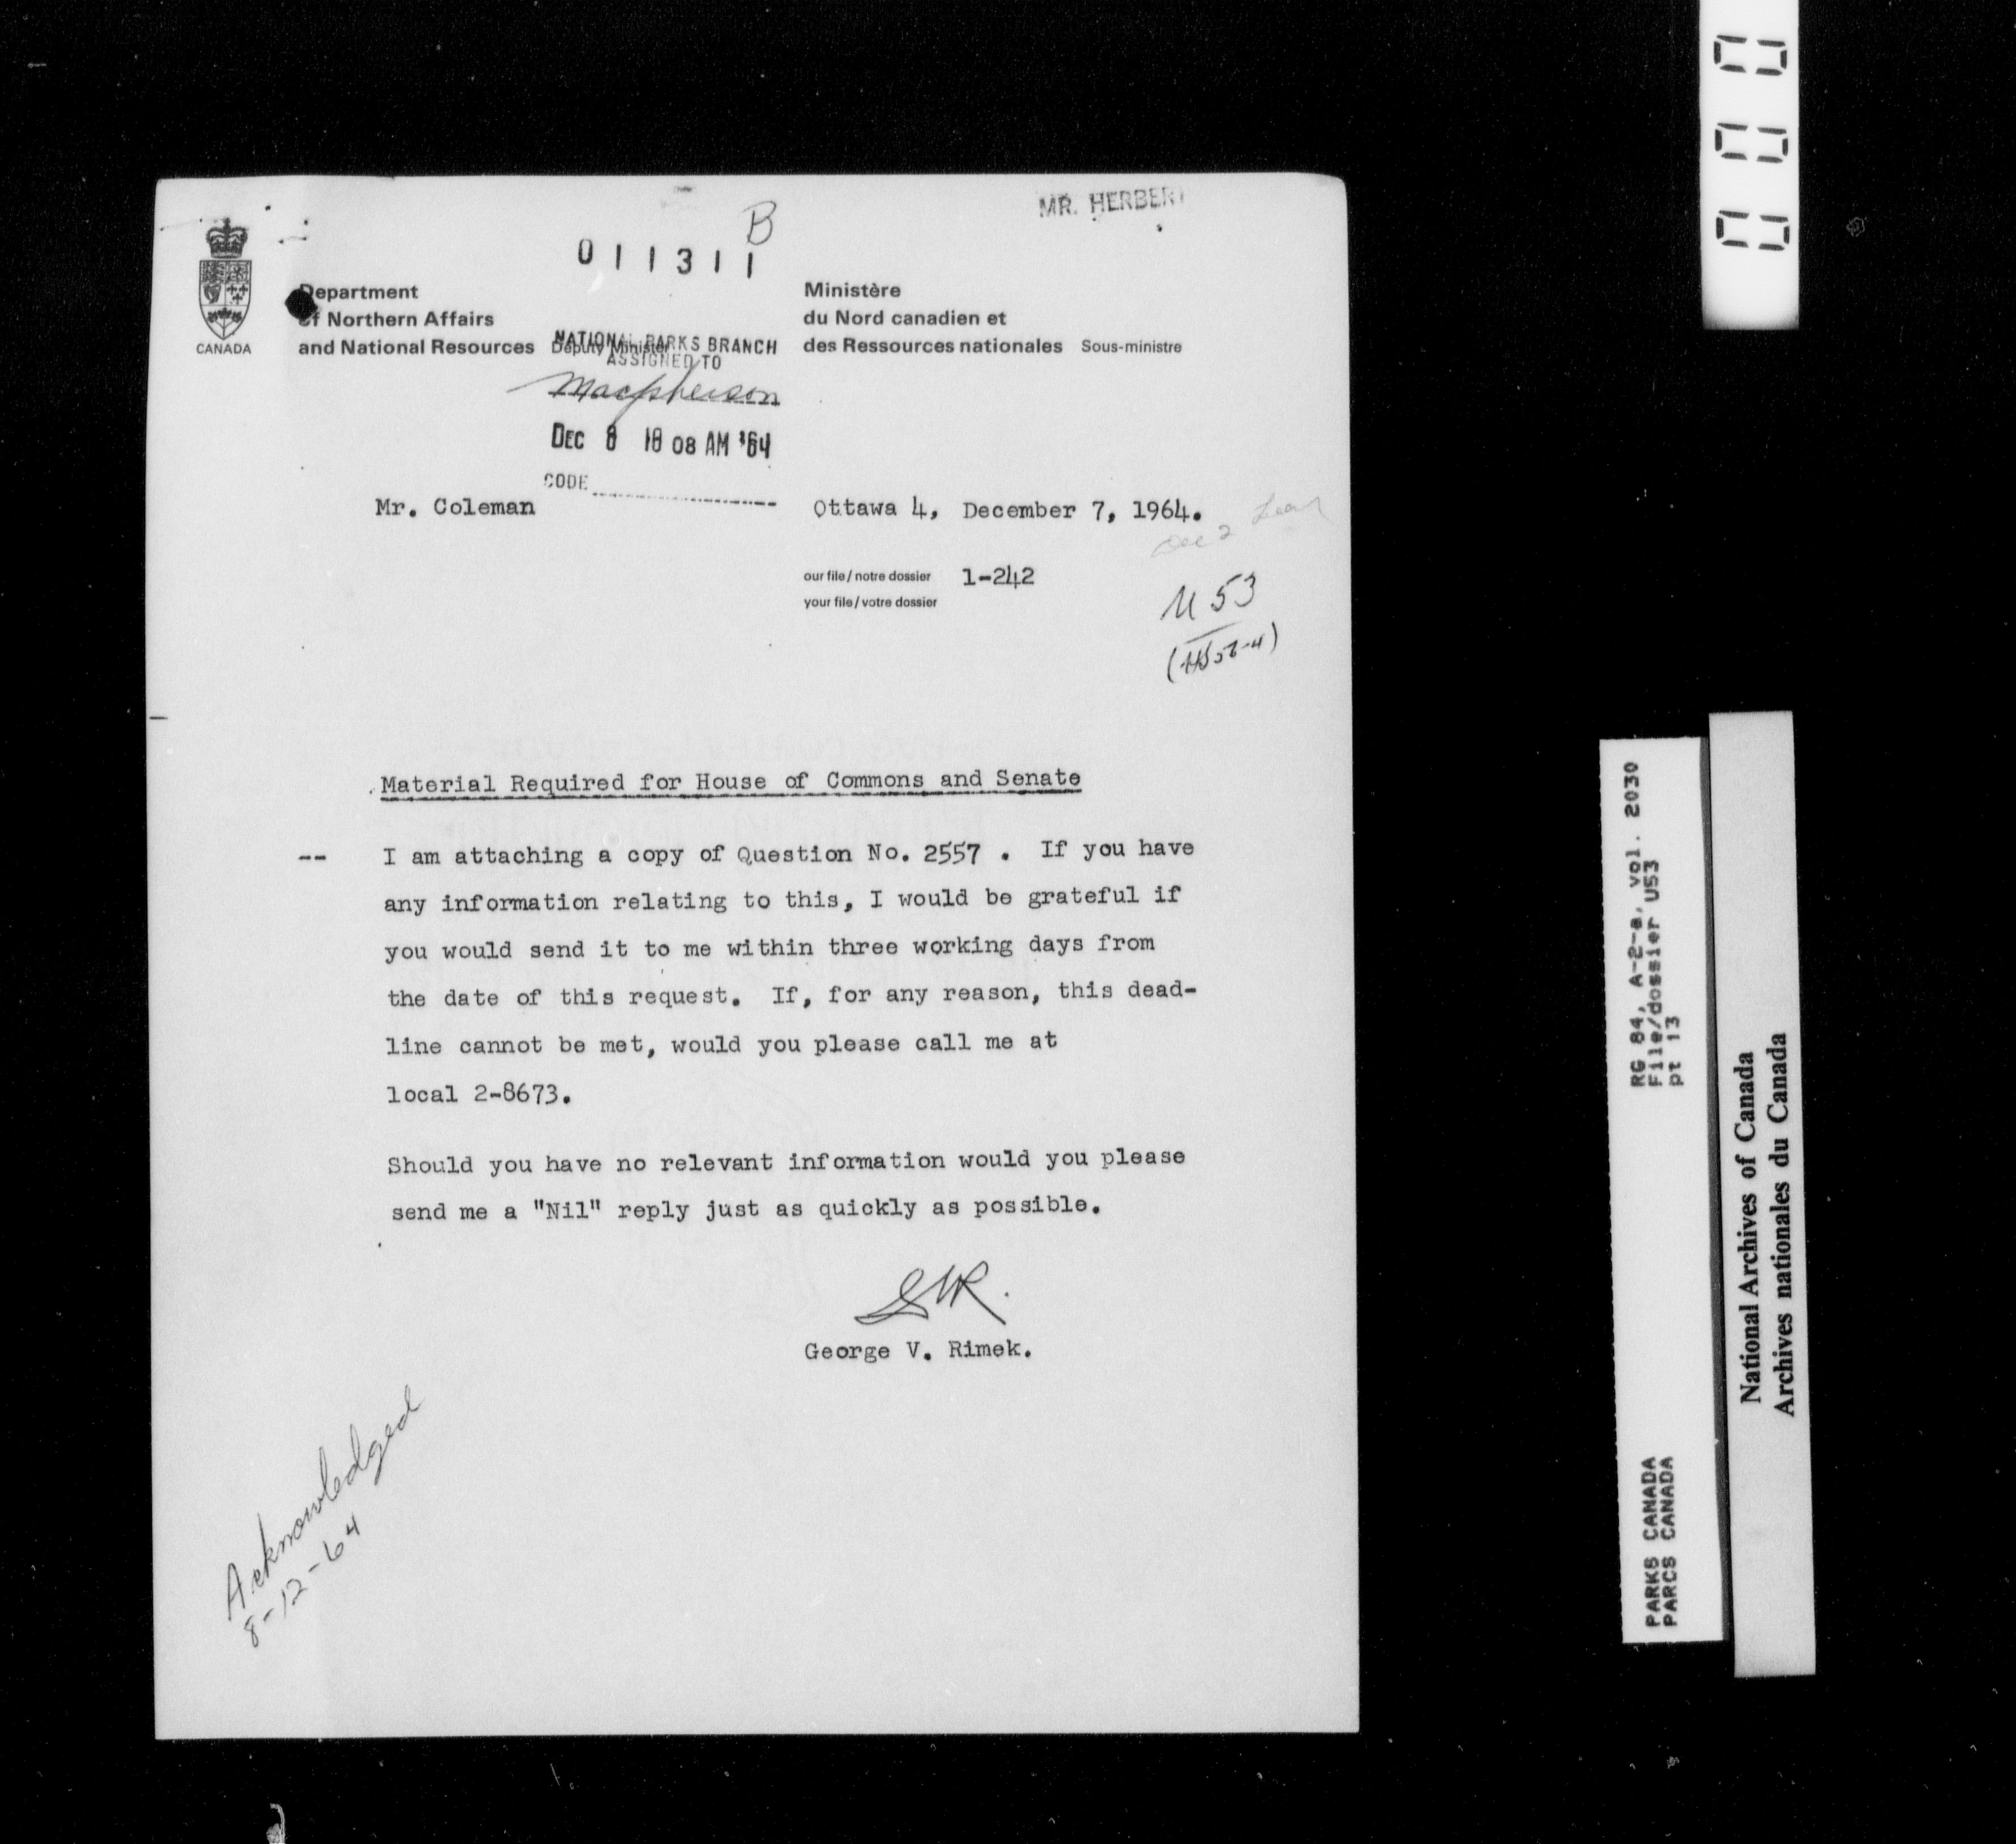 MR. HERBERT
B
011311
Department
of Northern Affairs
and National Resources Deputy Minister
CANADA
Ministère
du Nord canadien et
des Ressources nationales Sous-ministre
NATIONAL PARKS BRANCH
ASSIGNED TO
Macpherson
DEC 8 10 08 AM '64
CODE
Mr. Coleman
Ottawa 4, December 7, 1964.
our file / notre dossier 1-242
your file / votre dossier
U 53
Material Required for House of Commons and Senate
-- I am attaching a copy of Question No. 2557 . If you have
any information relating to this, I would be grateful if
you would send it to me within three working days from
the date of this request. If, for any reason, this dead-
line cannot be met, would you please call me at
local 2-8673.
Should you have no relevant information would you please
send me a "Nil" reply just as quickly as possible.
GVR.
George V. Rimek.
Acknowledged
8-12-64
RG 84, A-2-a, vol. 2030
File/dossier U53
pt 13
PARKS CANADA
PARCS CANADA
National Archives of Canada
Archives nationales du Canada